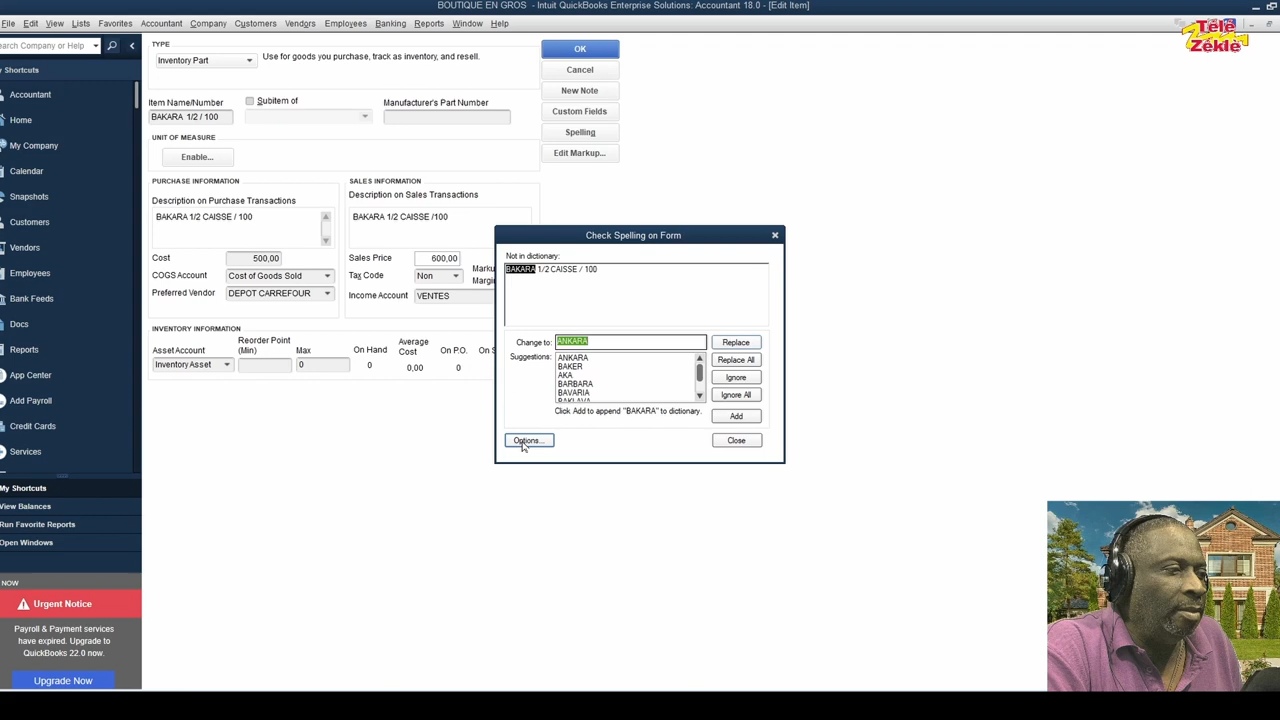 BOUTIQUE EN GROS - Intuit QuickBooks Enterprise Solutions: Accountant 18.0 - [Edit Item]
File Edit View Lists Favorites Accountant Company Customers Vendors Employees Banking Reports Window Help
Télé
Zéklè
earch Company or Help
y Shortcuts
Accountant
Home
My Company
Calendar
Snapshots
Customers
Vendors
Employees
Bank Feeds
Docs
Reports
App Center
Add Payroll
Credit Cards
Services
My Shortcuts
View Balances
Run Favorite Reports
Open Windows
NOW
Urgent Notice
Payroll & Payment services
have expired. Upgrade to
QuickBooks 22.0 now.
Upgrade Now
TYPE
Inventory Part
Use for goods you purchase, track as inventory, and resell.
OK
Cancel
New Note
Custom Fields
Spelling
Edit Markup...
Item Name/Number
Subitem of
Manufacturer's Part Number
BAKARA 1/2 / 100
UNIT OF MEASURE
Enable...
PURCHASE INFORMATION
Description on Purchase Transactions
BAKARA 1/2 CAISSE / 100
Cost 500,00
COGS Account Cost of Goods Sold
Preferred Vendor DEPOT CARREFOUR
SALES INFORMATION
Description on Sales Transactions
BAKARA 1/2 CAISSE /100
Sales Price 600,00
Tax Code Non
Marku
Margin
Income Account VENTES
INVENTORY INFORMATION
Asset Account
Inventory Asset
Reorder Point
(Min)
Max
0
On Hand
0
Average
Cost
0,00
On P.O.
0
On S
Check Spelling on Form
Not in dictionary:
BAKARA 1/2 CAISSE / 100
Change to: ANKARA
Suggestions:
ANKARA
BAKER
AKA
BARBARA
BAVARIA
BAKLAVA
Replace
Replace All
Ignore
Ignore All
Add
Click Add to append "BAKARA" to dictionary.
Options...
Close